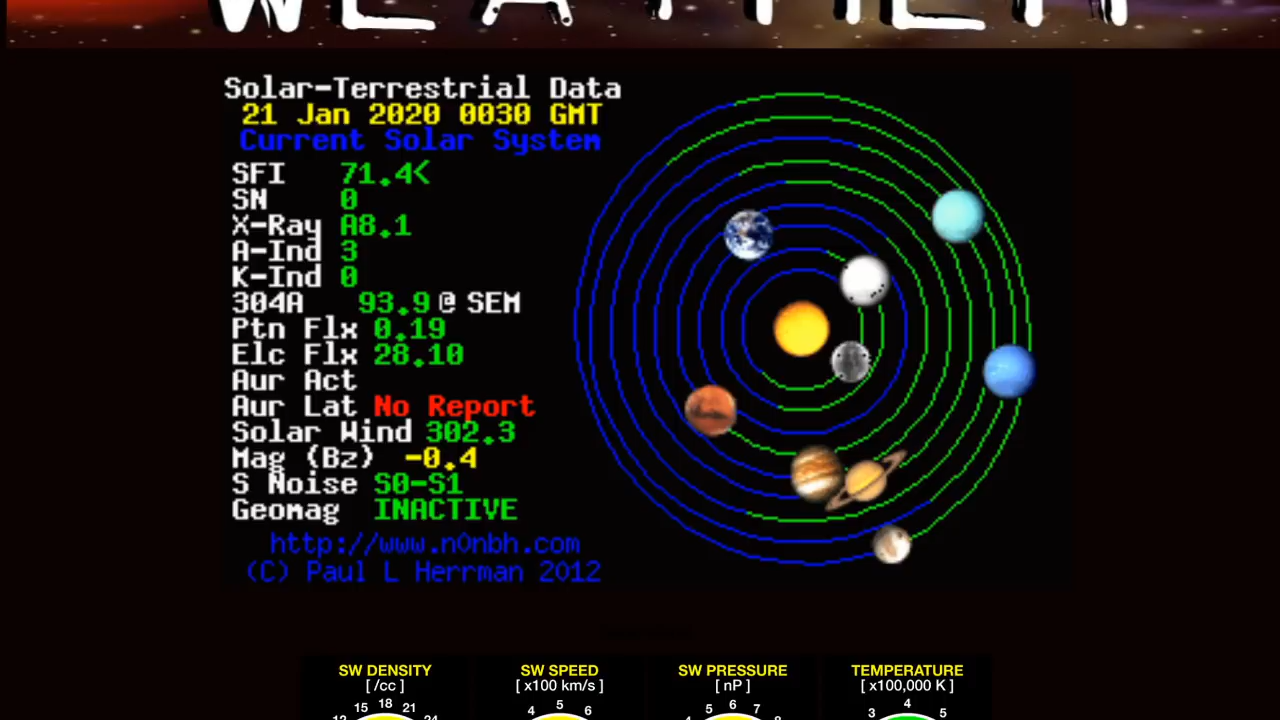 WEATHER
Solar-Terrestrial Data
21 Jan 2020 0030 GMT
Current Solar System
SFI 71.4<
SN 0
X-Ray A8.1
A-Ind 3
K-Ind 0
304A 93.9 @ SEM
Ptn Flx 0.19
Elc Flx 28.10
Aur Act
Aur Lat No Report
Solar Wind 302.3
Mag (Bz) -0.4
S Noise S0-S1
Geomag INACTIVE
http://www.n0nbh.com
(C) Paul L Herrman 2012
SW DENSITY SW SPEED SW PRESSURE TEMPERATURE
[ /cc ] [ x100 km/s ] [ nP ] [ x100,000 K ]
15 18 21 4 5 6 5 6 7 3 4 5